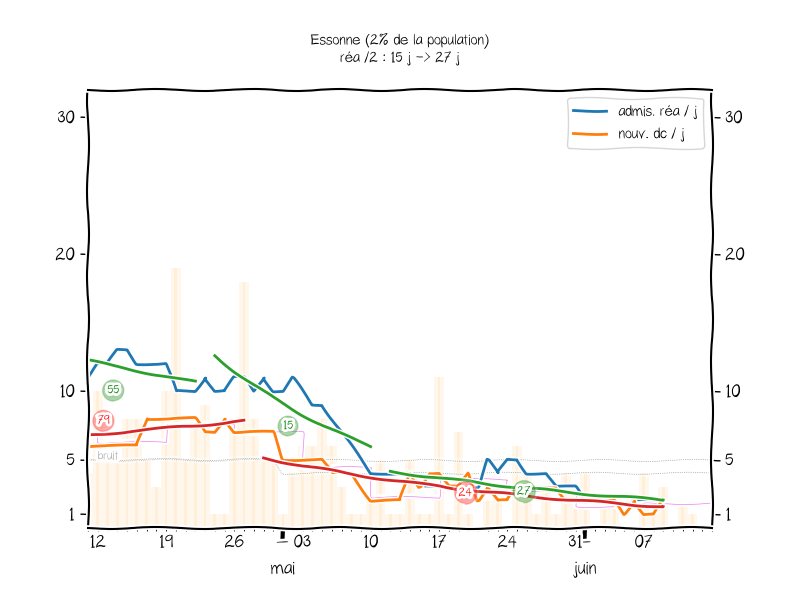 Essonne (2% de la population)
réa /2 : 15 j -> 27 j
admis. réa / j
nouv. dc / j
30 30
20 20
10 10
5 5
1 1
55
79
15
24
27
bruit
12 19 26 03 10 17 24 31 07
mai juin